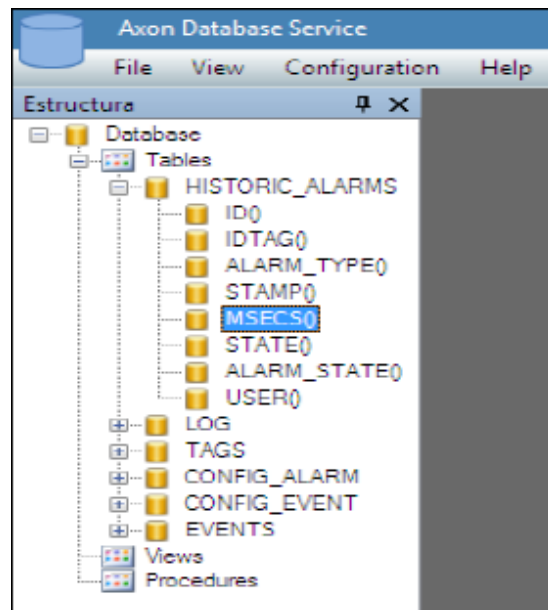 Axon Database Service
File View Configuration Help
Estructura
Database
Tables
HISTORIC_ALARMS
ID()
IDTAG()
ALARM_TYPE()
STAMP()
MSECS()
STATE()
ALARM_STATE()
USER()
LOG
TAGS
CONFIG_ALARM
CONFIG_EVENT
EVENTS
Views
Procedures